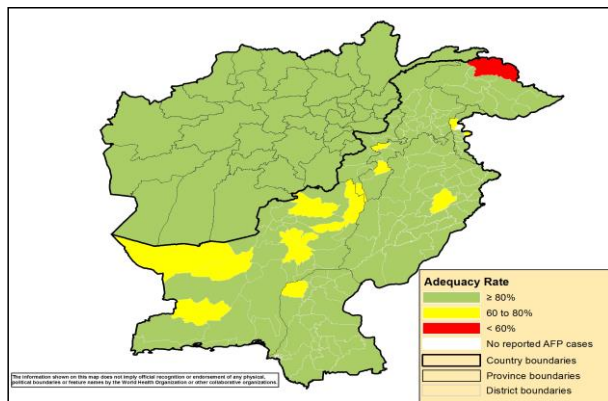 Adequacy Rate
≥ 80%
60 to 80%
< 60%
No reported AFP cases
Country boundaries
Province boundaries
District boundaries
The information shown on this map does not imply official recognition or endorsement of any physical,
political boundaries or feature names by the World Health Organization or other collaborative organizations.